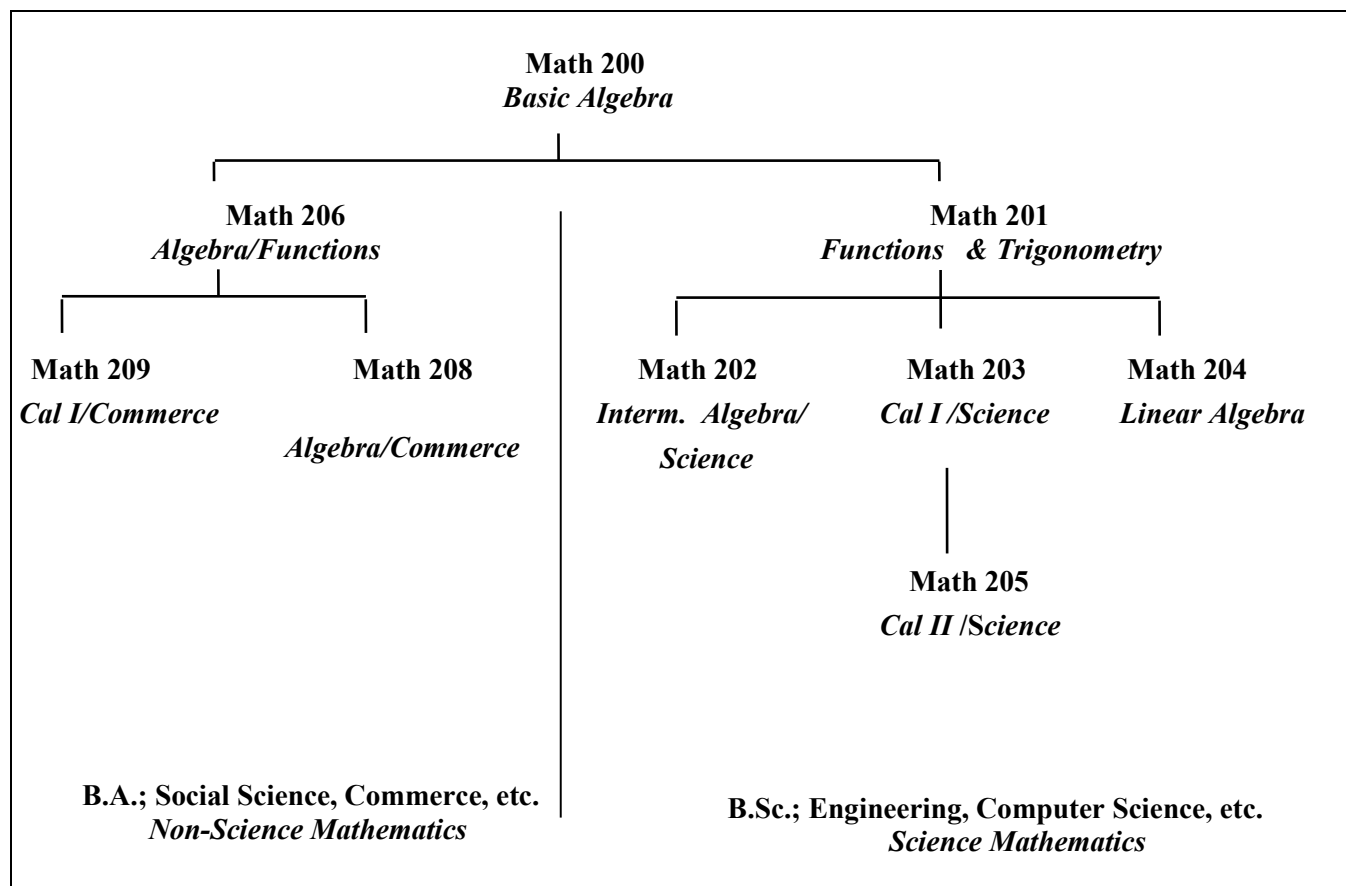 Math 200
Basic Algebra
Math 206
Algebra/Functions
Math 201
Functions & Trigonometry
Math 209
Cal I/Commerce
Math 208
Algebra/Commerce
Math 202
Interm. Algebra/
Science
Math 203
Cal I /Science
Math 204
Linear Algebra
Math 205
Cal II /Science
B.A.; Social Science, Commerce, etc.
Non-Science Mathematics
B.Sc.; Engineering, Computer Science, etc.
Science Mathematics